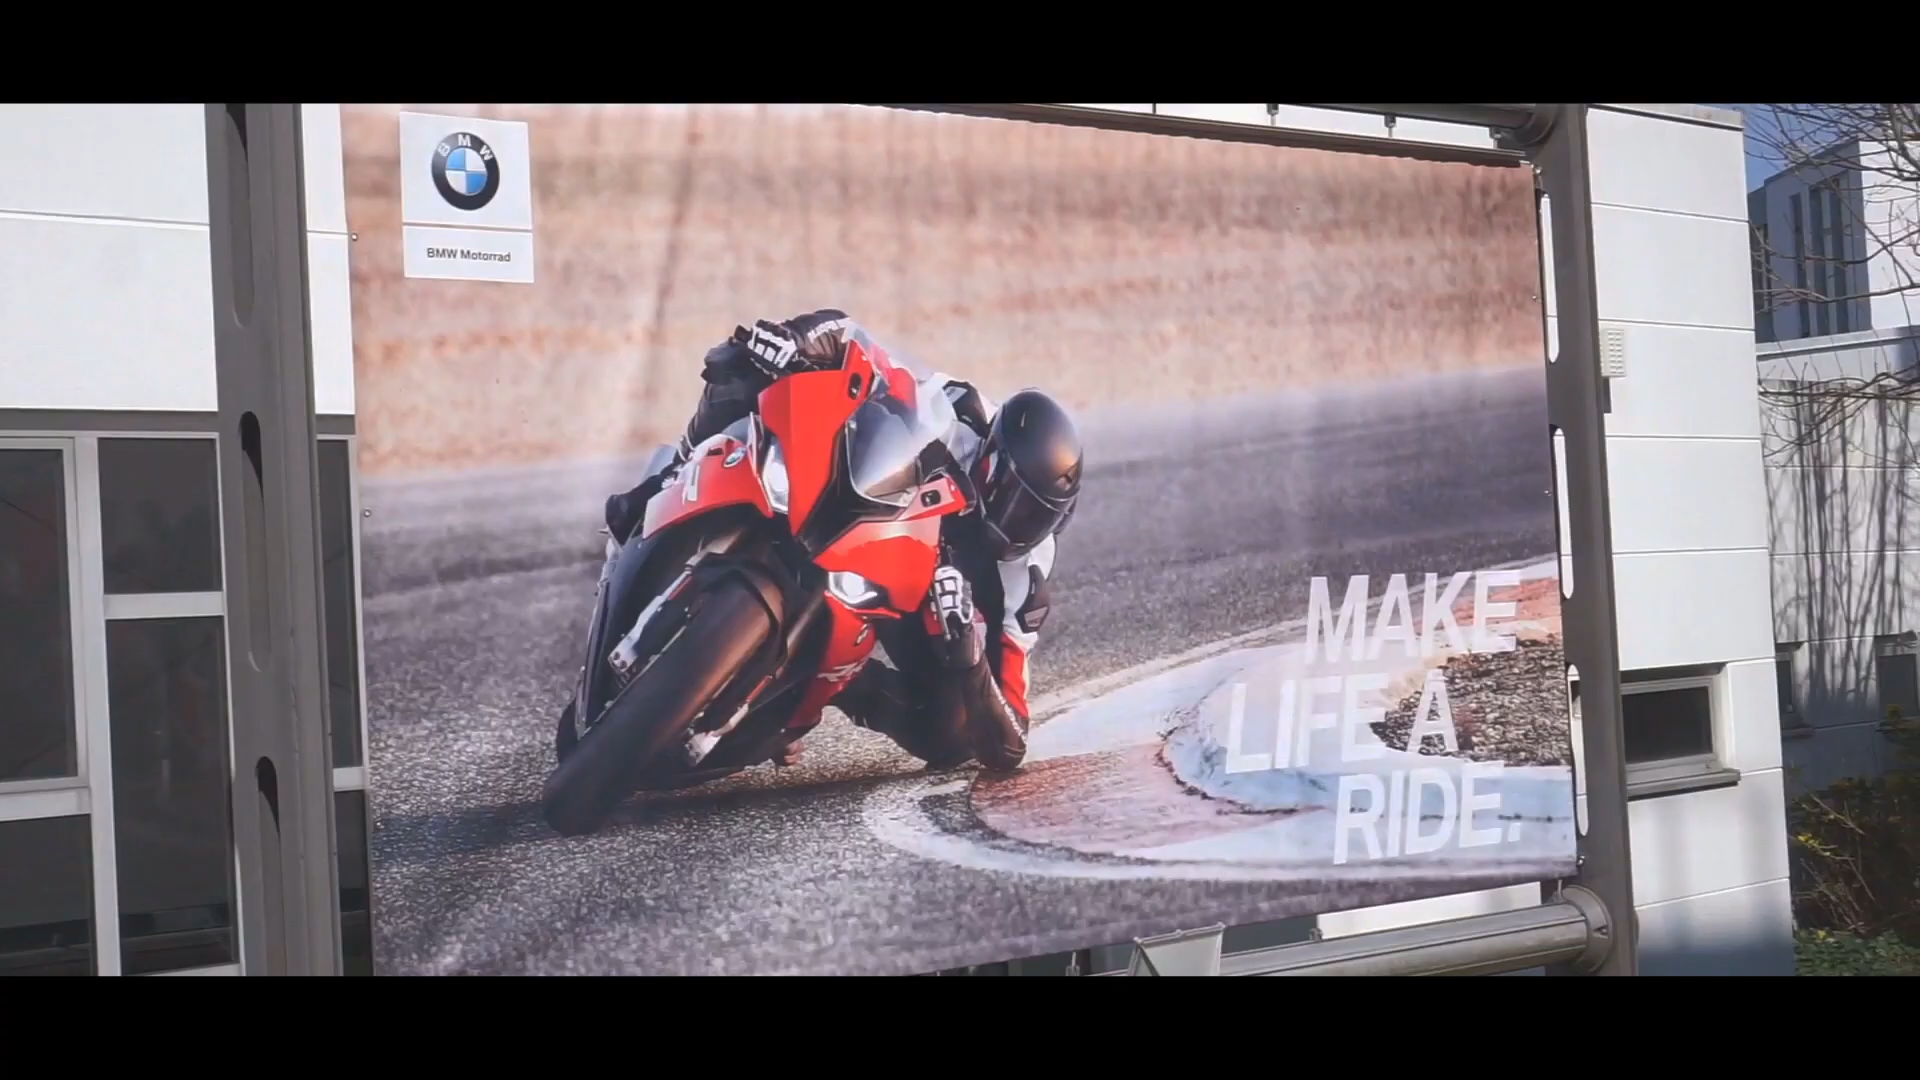 BMW
BMW Motorrad
MAKE
LIFE A
RIDE.